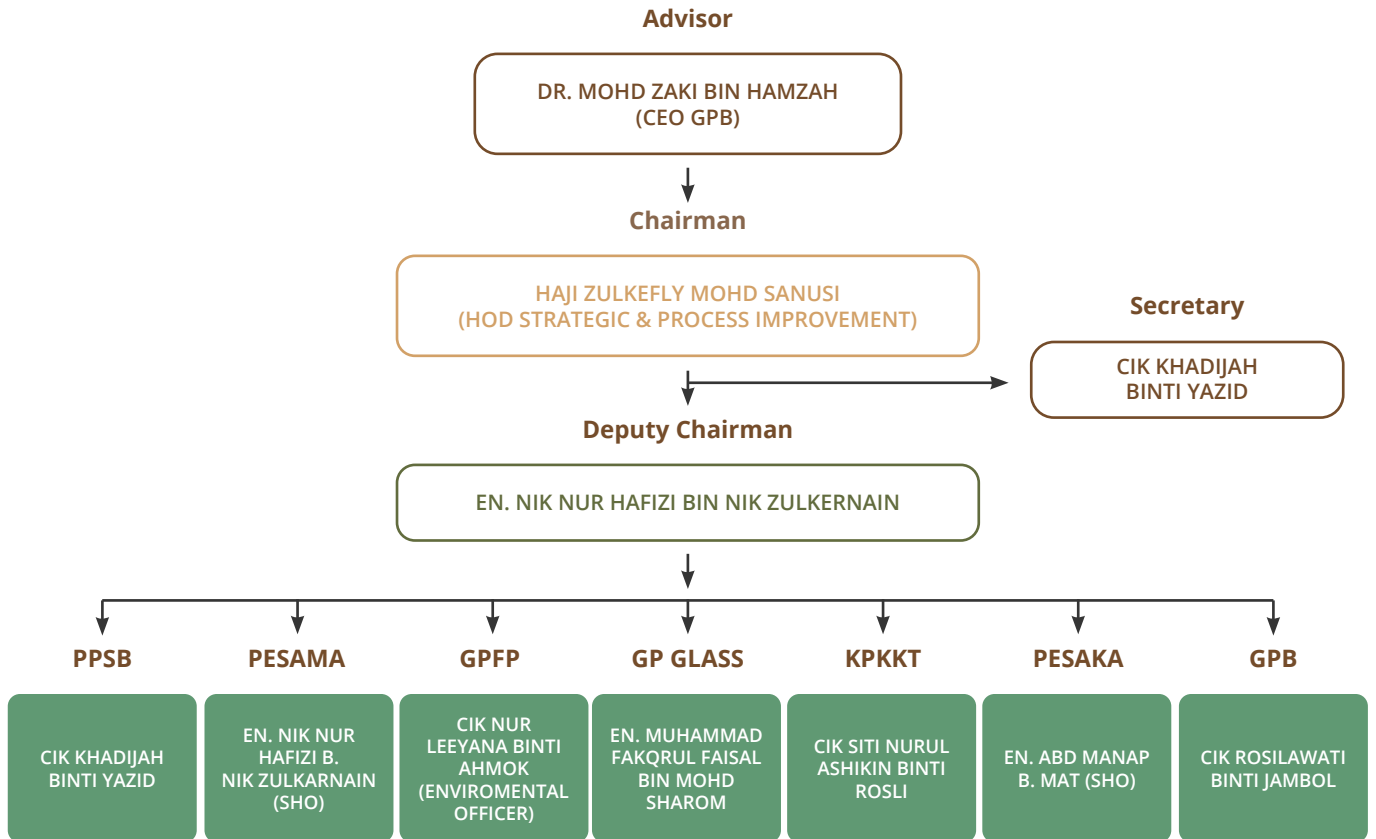 Advisor
DR. MOHD ZAKI BIN HAMZAH
(CEO GPB)
Chairman
HAJI ZULKEFLY MOHD SANUSI
(HOD STRATEGIC & PROCESS IMPROVEMENT)
Secretary
CIK KHADIJAH
BINTI YAZID
Deputy Chairman
EN. NIK NUR HAFIZI BIN NIK ZULKERNAIN
PPSB
CIK KHADIJAH
BINTI YAZID
PESAMA
EN. NIK NUR
HAFIZI B.
NIK ZULKARNAIN
(SHO)
GPFP
CIK NUR
LEEYANA BINTI
AHMOK
(ENVIROMENTAL
OFFICER)
GP GLASS
EN. MUHAMMAD
FAKQRUL FAISAL
BIN MOHD
SHAROM
KPKKT
CIK SITI NURUL
ASHIKIN BINTI
ROSLI
PESAKA
EN. ABD MANAP
B. MAT (SHO)
GPB
CIK ROSILAWATI
BINTI JAMBOL